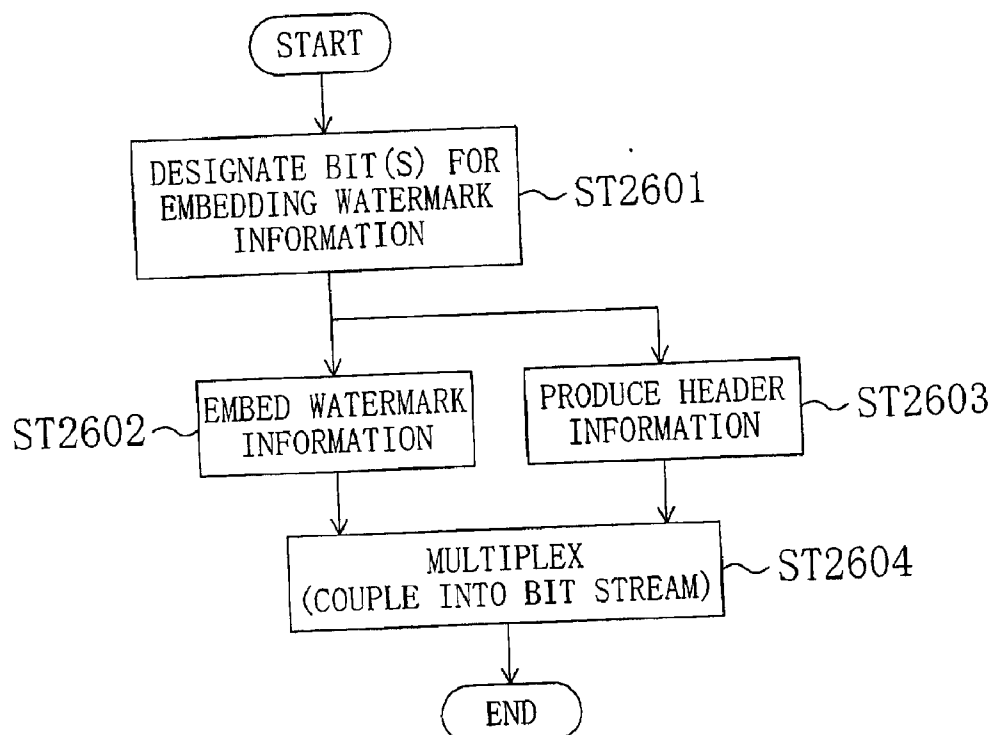 START
DESIGNATE BIT(S) FOR
EMBEDDING WATERMARK
INFORMATION
ST2601
EMBED WATERMARK
INFORMATION
ST2602
PRODUCE HEADER
INFORMATION
ST2603
MULTIPLEX
(COUPLE INTO BIT STREAM)
ST2604
END